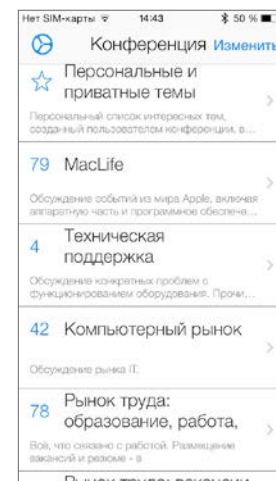 Нет SIM-карты 14:43 50 %
Конференция Изменить
Персональные и
приватные темы
Персональный список интересных тем,
созданный пользователем конференции, в...
79 MacLife
Обсуждение событий из мира Apple, включая
аппаратную часть и программное обеспече...
4 Техническая
поддержка
Обсуждение конкретных проблем с
функционированием оборудования. Прочи...
42 Компьютерный рынок
Обсуждение рынка IT.
78 Рынок труда:
образование, работа,
Всё, что связано с работой. Размещение
вакансий и резюме - в
Рынок труда: вакансии